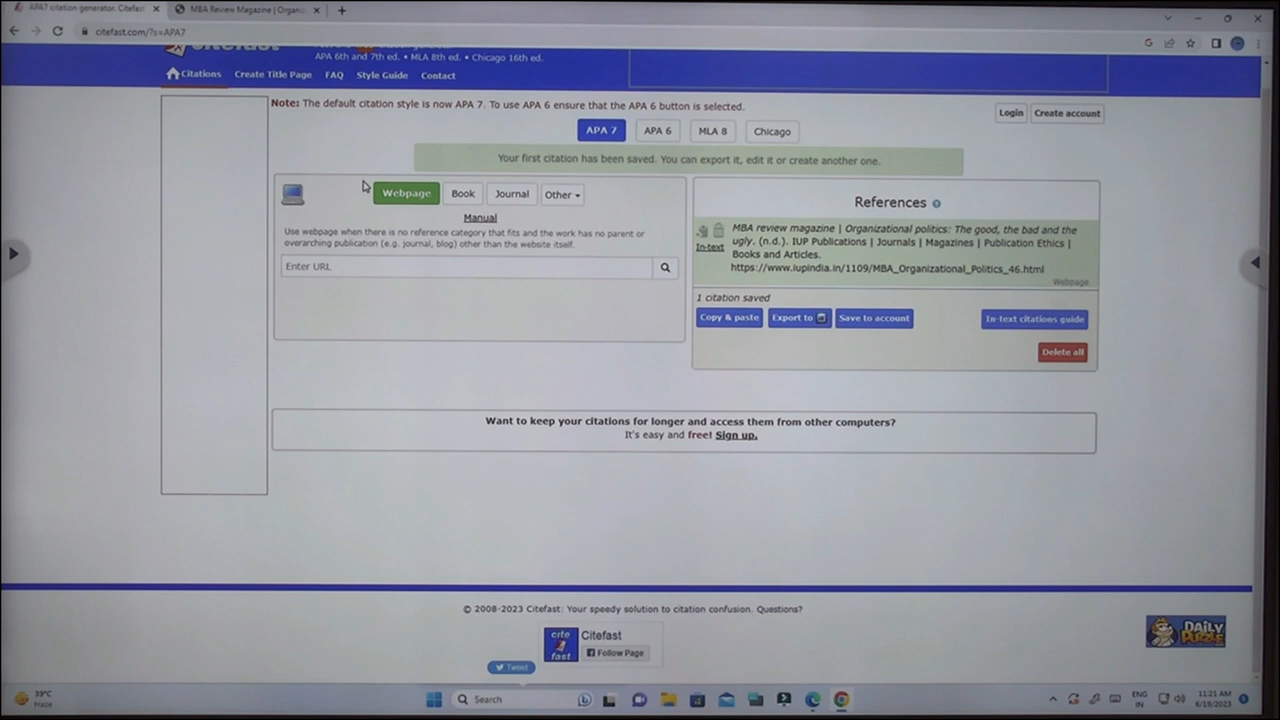 APA7 citation generator. Citefast
MBA Review Magazine | Organiz
citefast.com/?s=APA7
APA 6th and 7th ed. • MLA 8th ed. • Chicago 16th ed.
Citations
Create Title Page
FAQ
Style Guide
Contact
Note: The default citation style is now APA 7. To use APA 6 ensure that the APA 6 button is selected.
Login
Create account
APA 7
APA 6
MLA 8
Chicago
Your first citation has been saved. You can export it, edit it or create another one.
Webpage
Book
Journal
Other
Manual
Use webpage when there is no reference category that fits and the work has no parent or
overarching publication (e.g. journal, blog) other than the website itself.
Enter URL
References
MBA review magazine | Organizational politics: The good, the bad and the
ugly. (n.d.). IUP Publications | Journals | Magazines | Publication Ethics |
Books and Articles.
https://www.iupindia.in/1109/MBA_Organizational_Politics_46.html
In-text
Webpage
1 citation saved
Copy & paste
Export to
Save to account
In-text citations guide
Delete all
Want to keep your citations for longer and access them from other computers?
It's easy and free! Sign up.
© 2008-2023 Citefast: Your speedy solution to citation confusion. Questions?
cite
fast
Citefast
Follow Page
Tweet
DAILY
PUZZLE
39°C
Haze
Search
ENG
IN
11:21 AM
6/19/2023